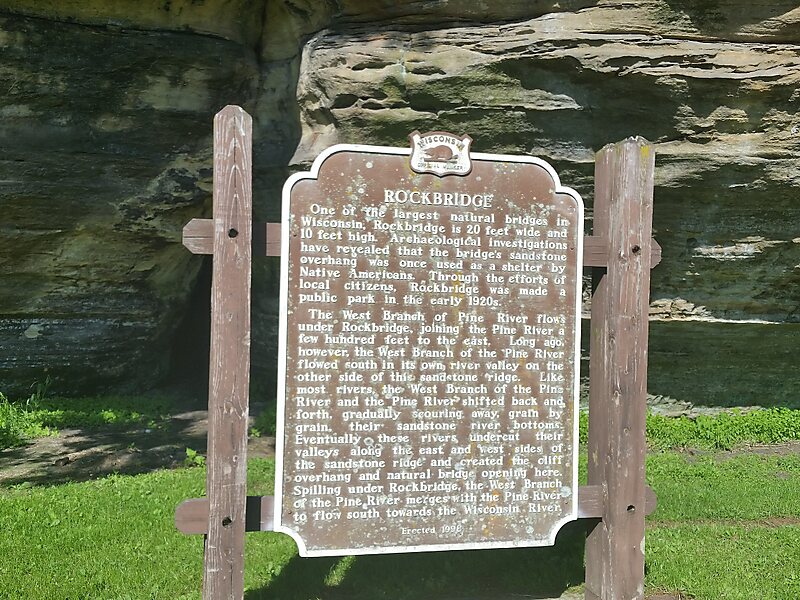 WISCONSIN
OFFICIAL MARKER
ROCKBRIDGE
One of the largest natural bridges in
Wisconsin, Rockbridge is 20 feet wide and
10 feet high. Archaeological investigations
have revealed that the bridge's sandstone
overhang was once used as a shelter by
Native Americans. Through the efforts of
local citizens, Rockbridge was made a
public park in the early 1920s.
The West Branch of Pine River flows
under Rockbridge, joining the Pine River a
few hundred feet to the east. Long ago,
however, the West Branch of the Pine River
flowed south in its own river valley on the
other side of this sandstone ridge. Like
most rivers, the West Branch of the Pine
River and the Pine River shifted back and
forth, gradually scouring away, grain by
grain, their sandstone river bottoms.
Eventually these rivers undercut their
valleys along the east and west sides of
the sandstone ridge and created the cliff
overhang and natural bridge opening here.
Spilling under Rockbridge, the West Branch
of the Pine River merges with the Pine River
to flow south towards the Wisconsin River.
Erected